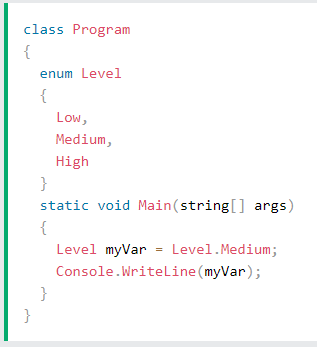 class Program
{
  enum Level
  {
    Low,
    Medium,
    High
  }
  static void Main(string[] args)
  {
    Level myVar = Level.Medium;
    Console.WriteLine(myVar);
  }
}